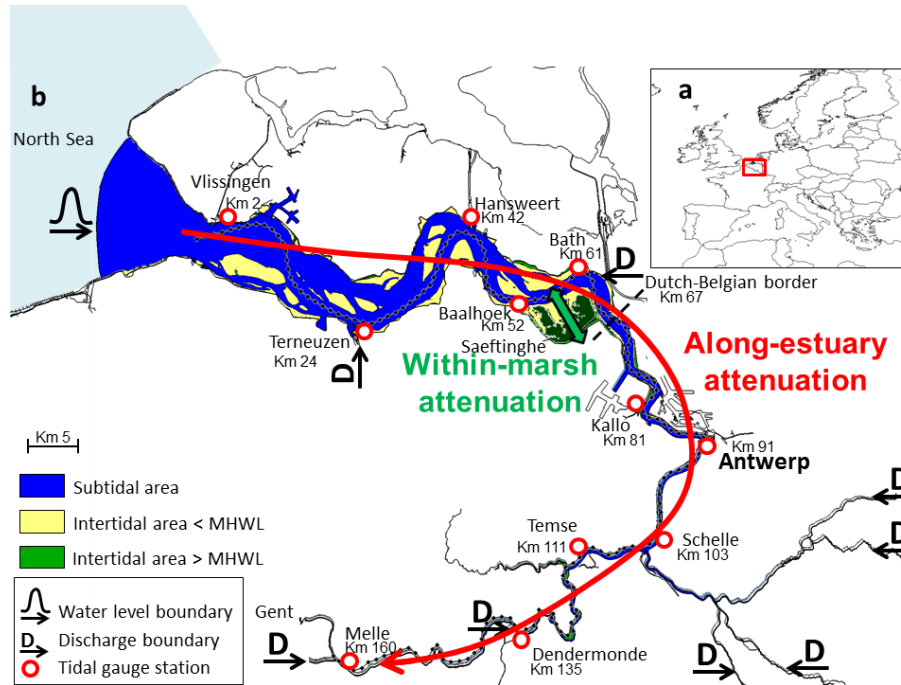 b
a
North Sea
Vlissingen
Km 2
Hansweert
Km 42
Bath
Km 61
D
Dutch-Belgian border
Km 67
Baalhoek
Km 52
Terneuzen
Km 24
D
Saeftinghe
Within-marsh
attenuation
Along-estuary
attenuation
Kallo
Km 81
Km 91
Antwerp
Km 5
Subtidal area
Intertidal area < MHWL
Intertidal area > MHWL
Temse
Km 111
Schelle
Km 103
D
D
Water level boundary
D
Discharge boundary
Tidal gauge station
Gent
D
Melle
Km 160
D
Dendermonde
Km 135
D
D